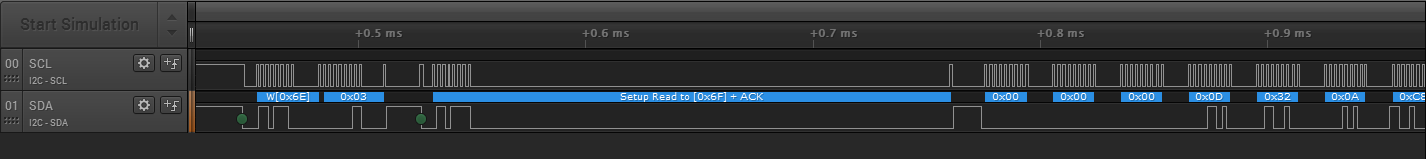 Start Simulation
+0.5 ms +0.6 ms +0.7 ms +0.8 ms +0.9 ms
00 SCL
I2C - SCL
01 SDA
I2C - SDA
W[0x6E] 0x03 Setup Read to [0x6F] + ACK 0x00 0x00 0x00 0x0D 0x32 0x0A 0xC8